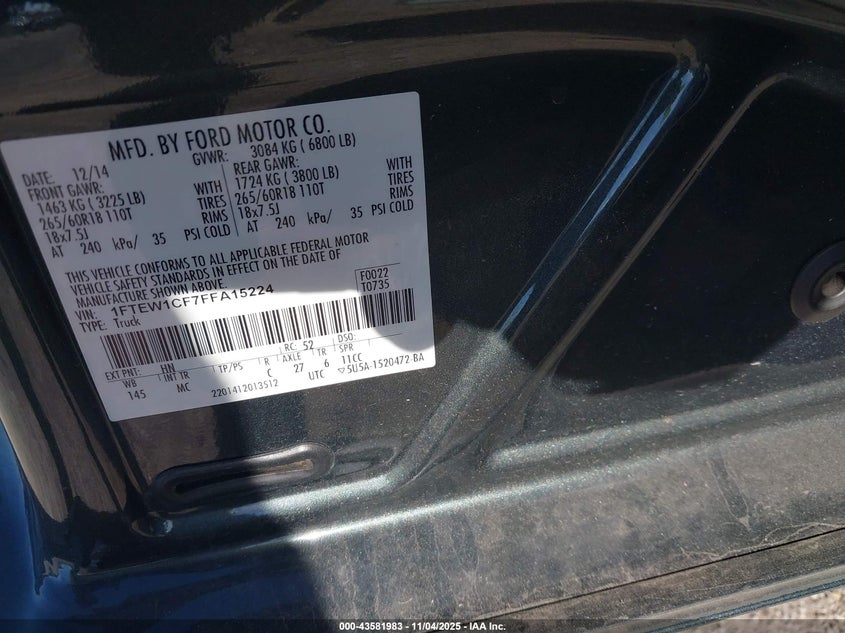 MFD. BY FORD MOTOR CO.
DATE: 12/14 GVWR: 3084 KG ( 6800 LB)
FRONT GAWR: REAR GAWR:
1463 KG ( 3225 LB) WITH 1724 KG ( 3800 LB) WITH
265/60R18 110T TIRES 265/60R18 110T TIRES
18x7.5J RIMS 18x7.5J RIMS
AT 240 kPa/ 35 PSI COLD AT 240 kPa/ 35 PSI COLD
THIS VEHICLE CONFORMS TO ALL APPLICABLE FEDERAL MOTOR
VEHICLE SAFETY STANDARDS IN EFFECT ON THE DATE OF
MANUFACTURE SHOWN ABOVE.
VIN: 1FTEW1CF7FFA15224 F0022
TYPE: Truck T0735
EXT PNT: HN RC: 52 DSO:
WB INT TR TP/PS R AXLE TR SPR
145 MC C 27 6 11CC
2201412013512 UTC ▽5U5A-1520472-BA
000-43581983 - 11/04/2025 - IAA Inc.